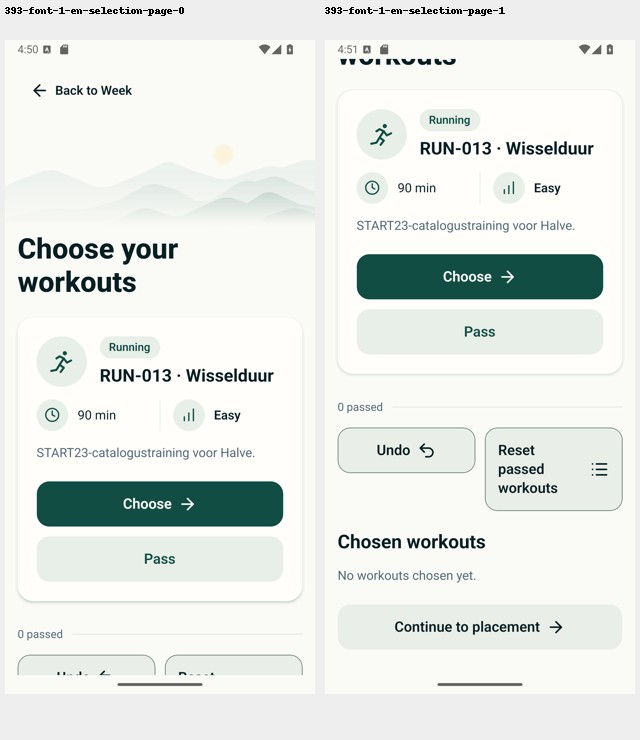 393-font-1-en-selection-page-0
4:50
Back to Week
Choose your
workouts
Running
RUN-013 · Wisselduur
90 min
Easy
START23-catalogustraining voor Halve.
Choose
Pass
0 passed
Undo
Reset
393-font-1-en-selection-page-1
4:51
workouts
Running
RUN-013 · Wisselduur
90 min
Easy
START23-catalogustraining voor Halve.
Choose
Pass
0 passed
Undo
Reset
passed
workouts
Chosen workouts
No workouts chosen yet.
Continue to placement